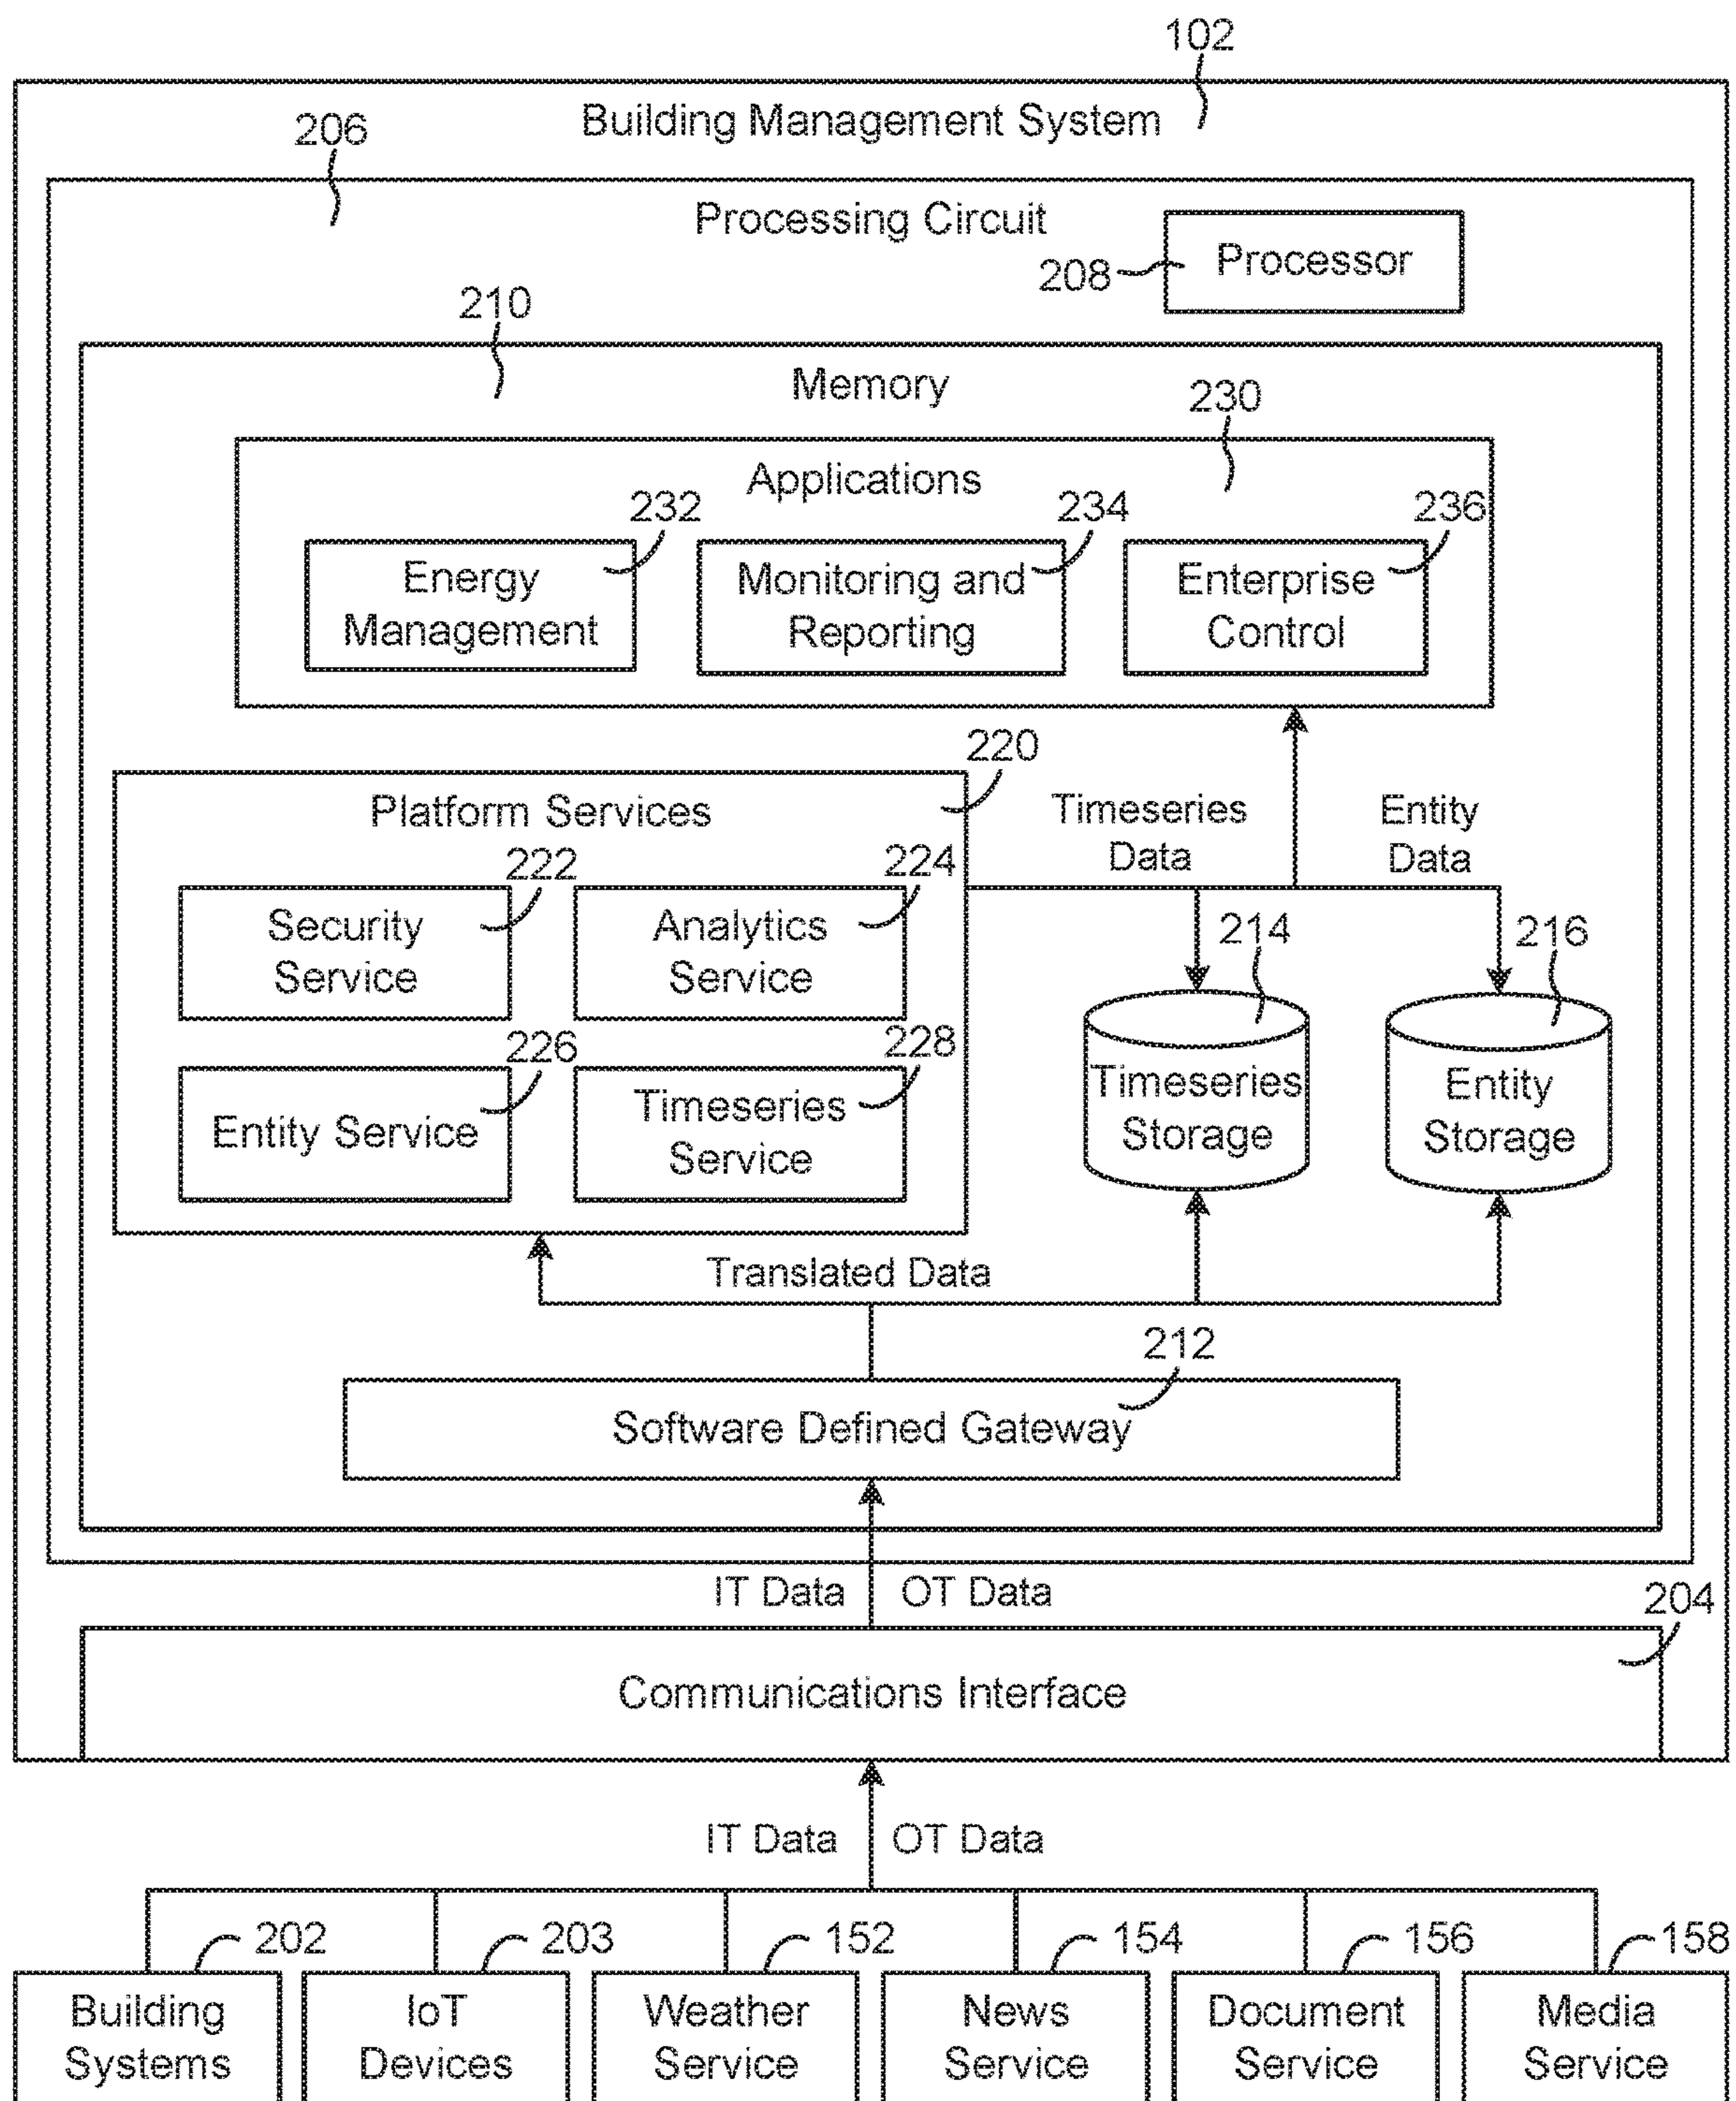 102
Building Management System
206
Processing Circuit
Processor
208
210
Memory
230
Applications
232
234
236
Energy
Management
Monitoring and
Reporting
Enterprise
Control
220
Platform Services
Timeseries
Data
Entity
Data
222
224
Security
Service
Analytics
Service
214
216
226
228
Entity Service
Timeseries
Service
Timeseries
Storage
Entity
Storage
Translated Data
212
Software Defined Gateway
IT Data
OT Data
204
Communications Interface
IT Data
OT Data
202
203
152
154
156
158
Building
Systems
IoT
Devices
Weather
Service
News
Service
Document
Service
Media
Service